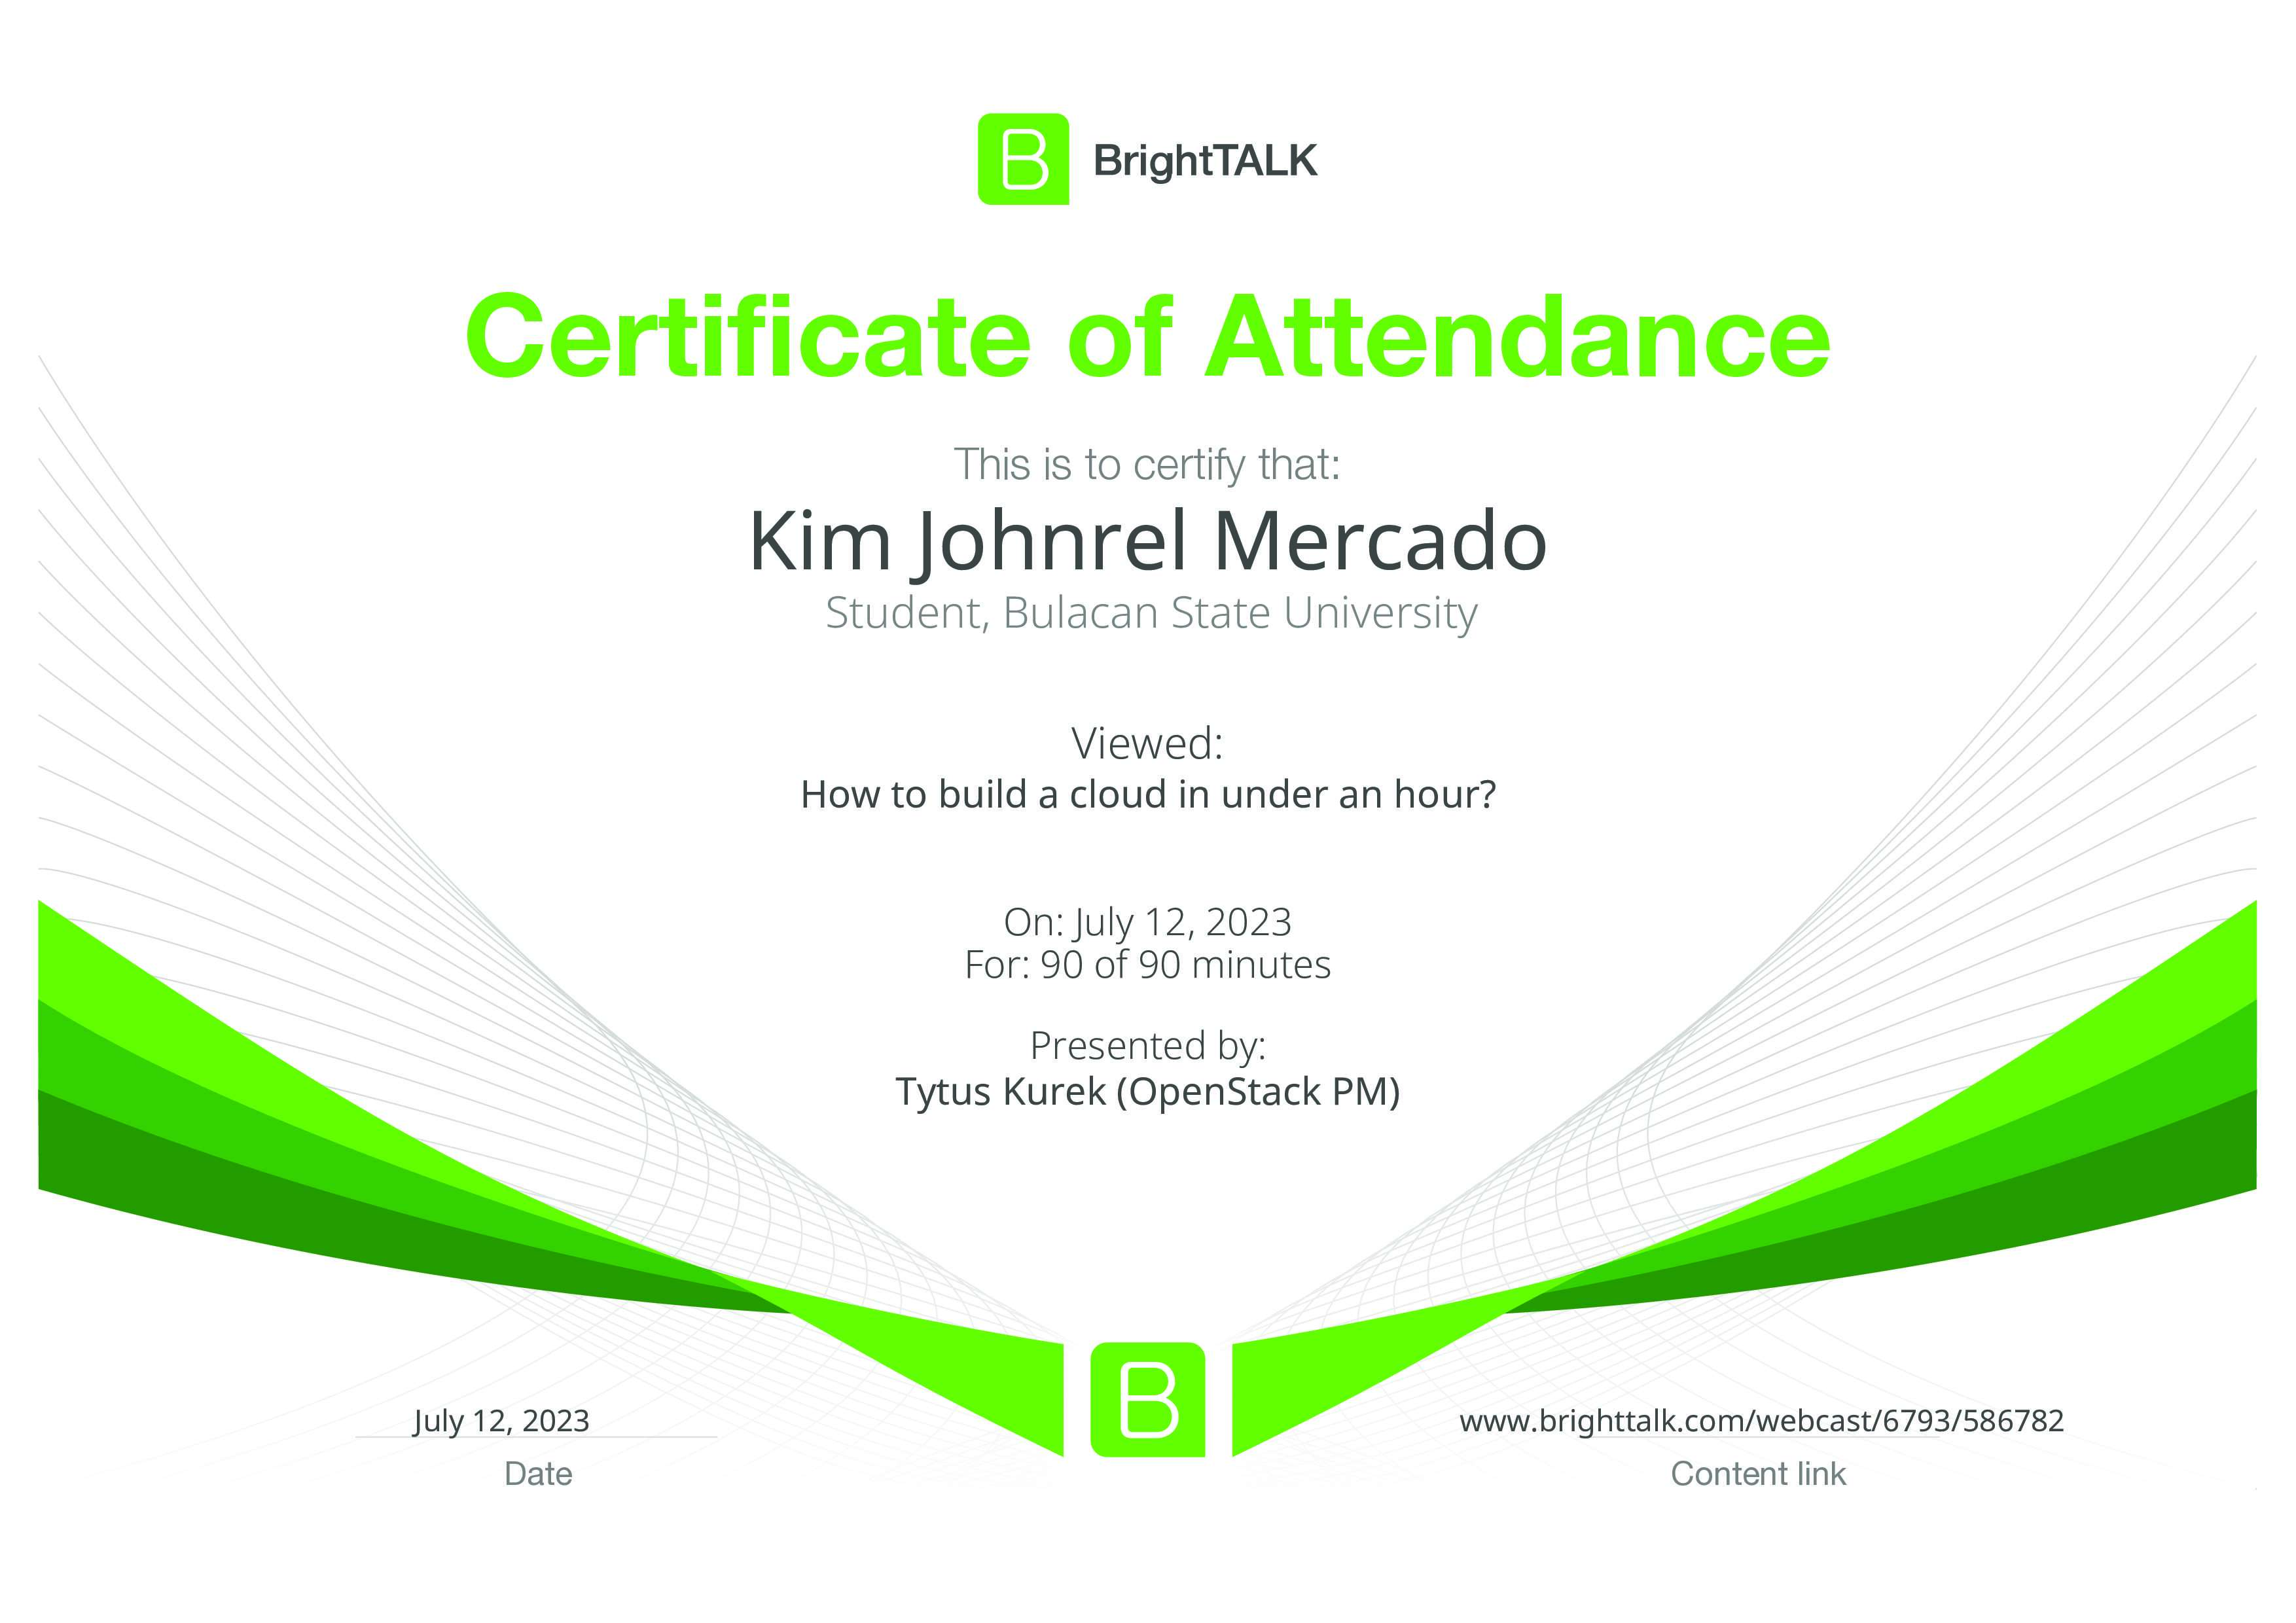 B BrightTALK
Certificate of Attendance
This is to certify that:
Kim Johnrel Mercado
Student, Bulacan State University
Viewed:
How to build a cloud in under an hour?
On: July 12, 2023
For: 90 of 90 minutes
Presented by:
Tytus Kurek (OpenStack PM)
B
July 12, 2023
Date
www.brighttalk.com/webcast/6793/586782
Content link